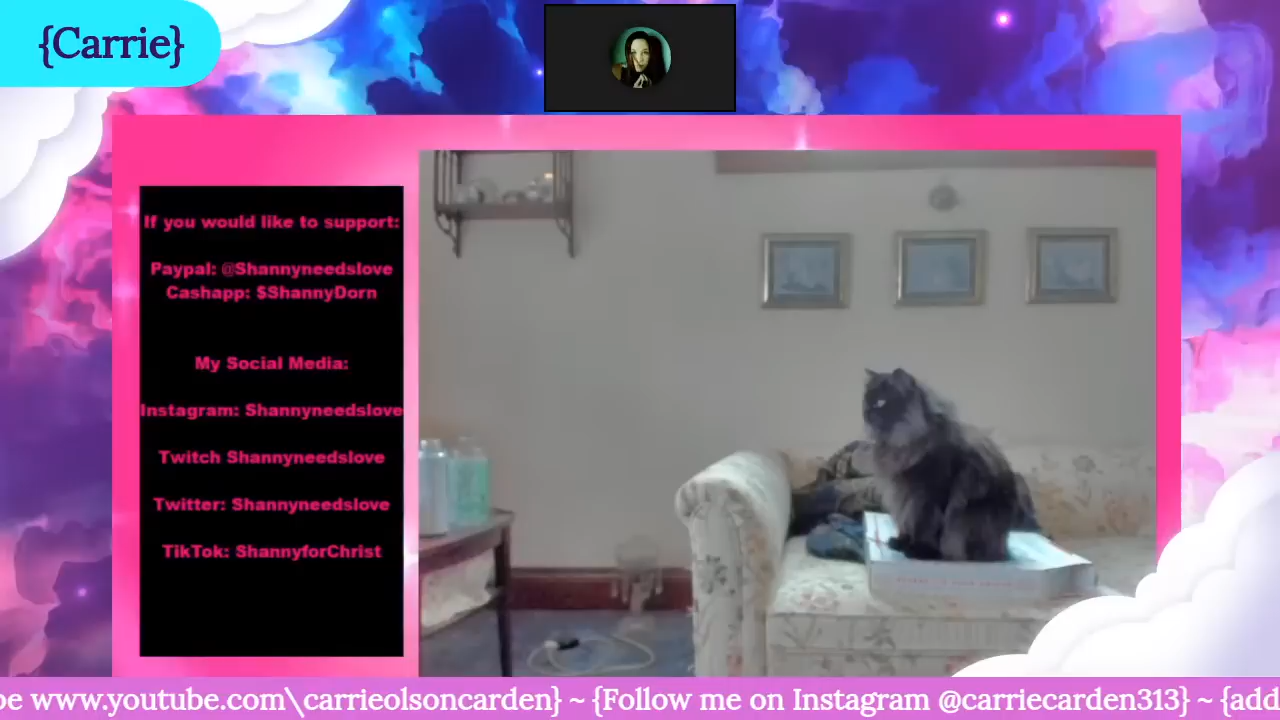 {Carrie}
If you would like to support:
Paypal: @Shannyneedslove
Cashapp: $ShannyDorn
My Social Media:
Instagram: Shannyneedslove
Twitch Shannyneedslove
Twitter: Shannyneedslove
TikTok: ShannyforChrist
be www.youtube.com\carrieolsoncarden} ~ {Follow me on Instagram @carriecarden313} ~ {add